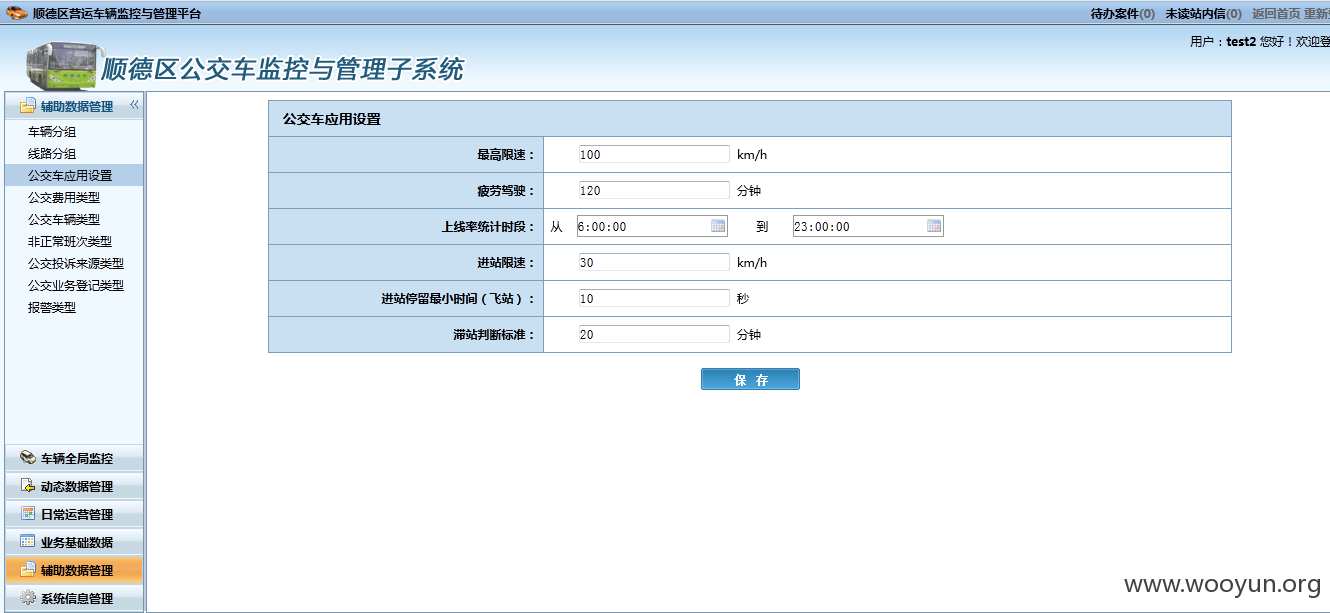 顺德区营运车辆监控与管理平台 待办案件(0) 未读站内信(0) 返回首页 重新
用户：test2 您好！欢迎登
顺德区公交车监控与管理子系统
辅助数据管理 «
车辆分组
线路分组
公交车应用设置
公交费用类型
公交车辆类型
非正常班次类型
公交投诉来源类型
公交业务登记类型
报警类型
车辆全局监控
动态数据管理
日常运营管理
业务基础数据
辅助数据管理
系统信息管理
公交车应用设置
最高限速： 100 km/h
疲劳驾驶： 120 分钟
上线率统计时段： 从 6:00:00 到 23:00:00
进站限速： 30 km/h
进站停留最小时间（飞站）： 10 秒
滞站判断标准： 20 分钟
保 存
www.wooyun.org